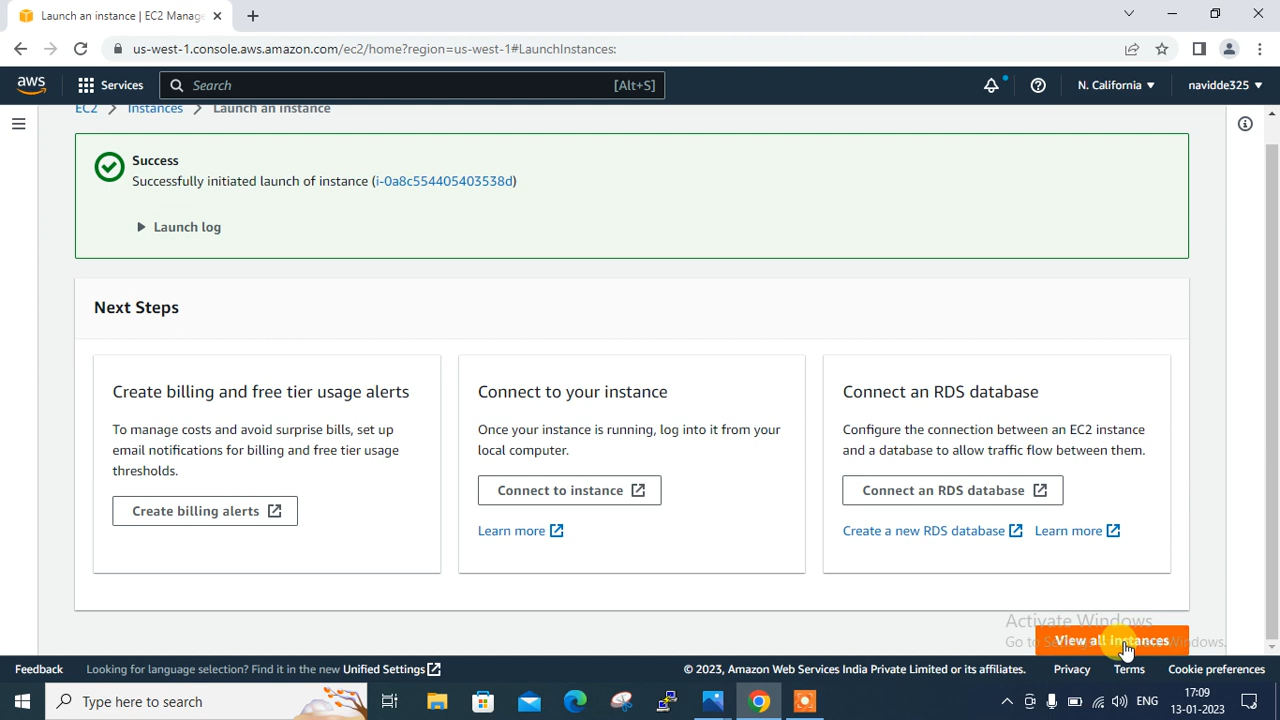 Launch an instance | EC2 Manage
us-west-1.console.aws.amazon.com/ec2/home?region=us-west-1#LaunchInstances:
aws
Services
Search
[Alt+S]
N. California
navidde325
EC2 > Instances > Launch an instance
Success
Successfully initiated launch of instance (i-0a8c554405403538d)
Launch log
Next Steps
Create billing and free tier usage alerts
To manage costs and avoid surprise bills, set up
email notifications for billing and free tier usage
thresholds.
Create billing alerts
Connect to your instance
Once your instance is running, log into it from your
local computer.
Connect to instance
Learn more
Connect an RDS database
Configure the connection between an EC2 instance
and a database to allow traffic flow between them.
Connect an RDS database
Create a new RDS database
Learn more
Activate Windows
View all instances
Feedback
Looking for language selection? Find it in the new Unified Settings
© 2023, Amazon Web Services India Private Limited or its affiliates.
Privacy
Terms
Cookie preferences
Type here to search
ENG
17:09
13-01-2023